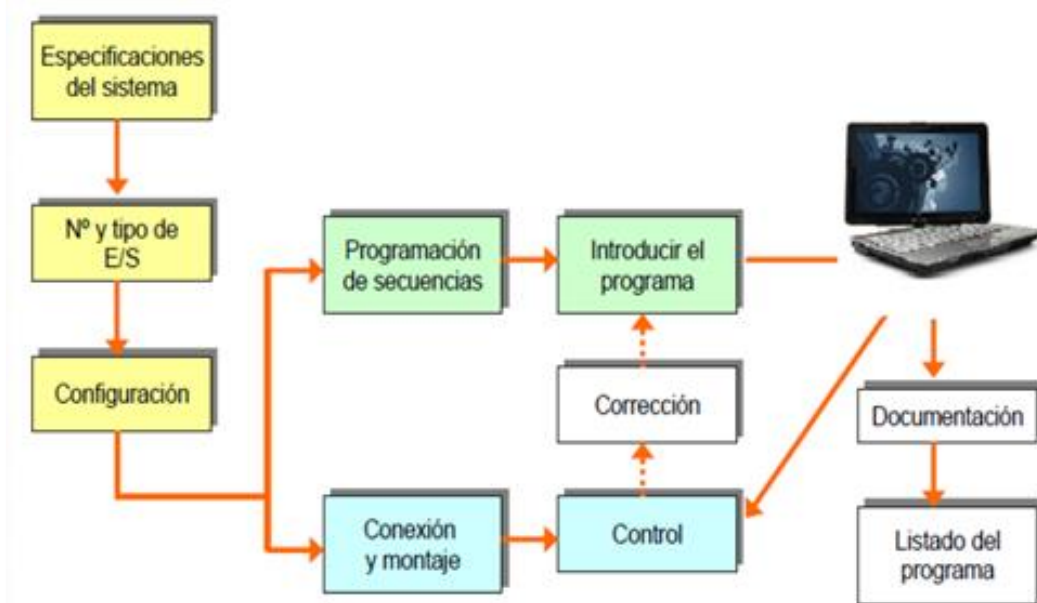 Especificaciones
del sistema
Nº y tipo de
E/S
Configuración
Programación
de secuencias
Introducir el
programa
Corrección
Conexión
y montaje
Control
Documentación
Listado del
programa